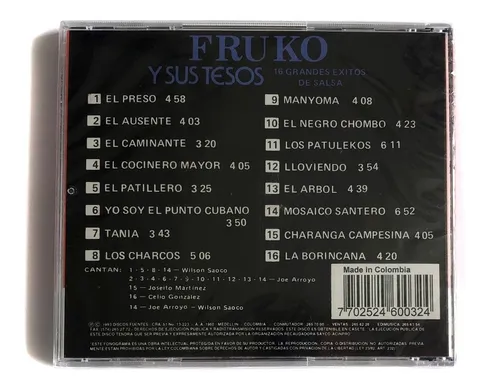 FRUKO
Y SUS TESOS 16 GRANDES EXITOS
DE SALSA
1 EL PRESO 4 58
2 EL AUSENTE 4 03
3 EL CAMINANTE 3 20
4 EL COCINERO MAYOR 4 05
5 EL PATILLERO 3 25
6 YO SOY EL PUNTO CUBANO
3 50
7 TANIA 3 43
8 LOS CHARCOS 5 06
9 MANYOMA 4 08
10 EL NEGRO CHOMBO 4 23
11 LOS PATULEKOS 6 11
12 LLOVIENDO 3 54
13 EL ARBOL 4 39
14 MOSAICO SANTERO 6 52
15 CHARANGA CAMPESINA 4 05
16 LA BORINCANA 4 20
CANTAN: 1 - 5 - 8 - 14 — Wilson Saoco
2 - 3 - 4 - 6 - 7 - 9 - 10 - 11 - 12 - 13 - 14 — Joe Arroyo
15 — Joseito Martinez
16 — Celio Gonzalez
14 — Joe Arroyo - Wilson Saoco
Made in Colombia
7 702524 600324
DISCOS FUENTES
MEDELLIN - COLOMBIA